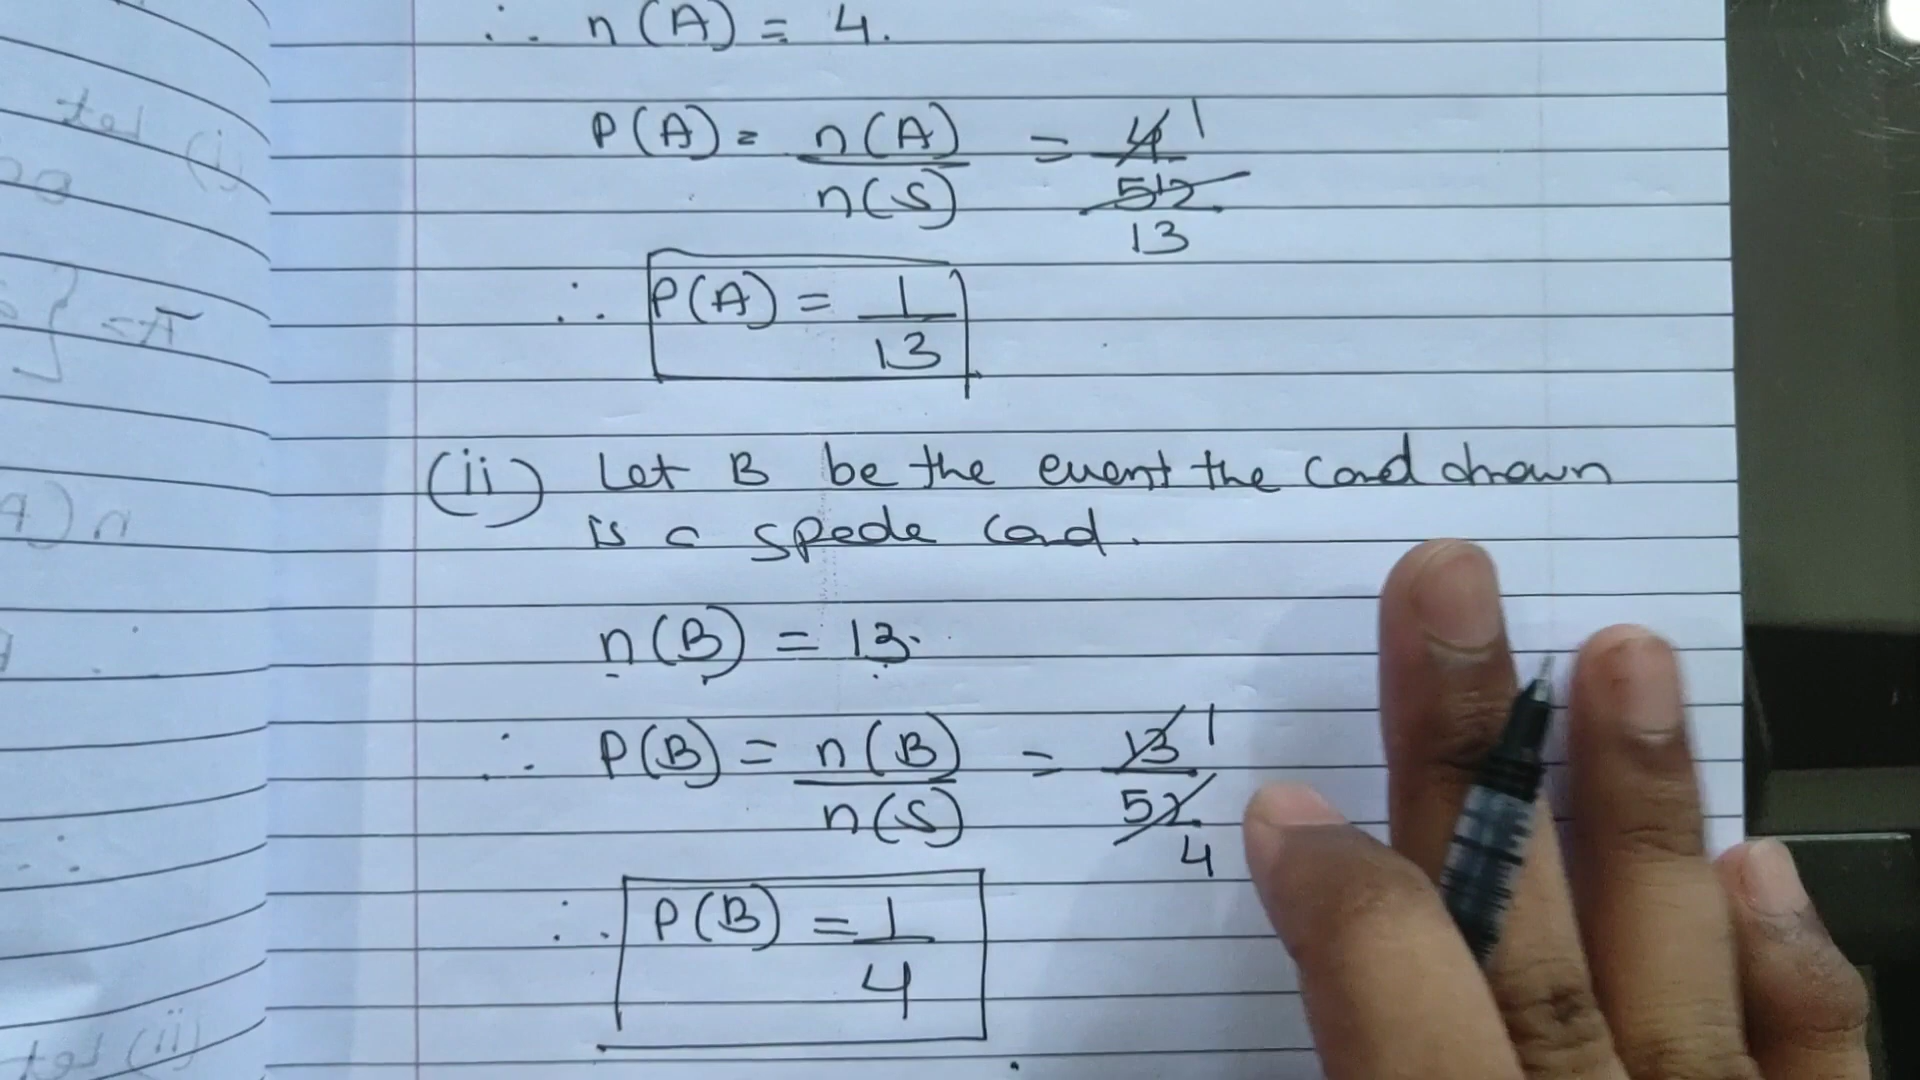 ∴ n(A) = 4.
P(A) = n(A)/n(S) = 4/52 1 13
∴ P(A) = 1/13
(ii) Let B be the event the card drawn
is a spede card.
n(B) = 13.
∴ P(B) = n(B)/n(S) = 13/52 1 4
∴ P(B) = 1/4